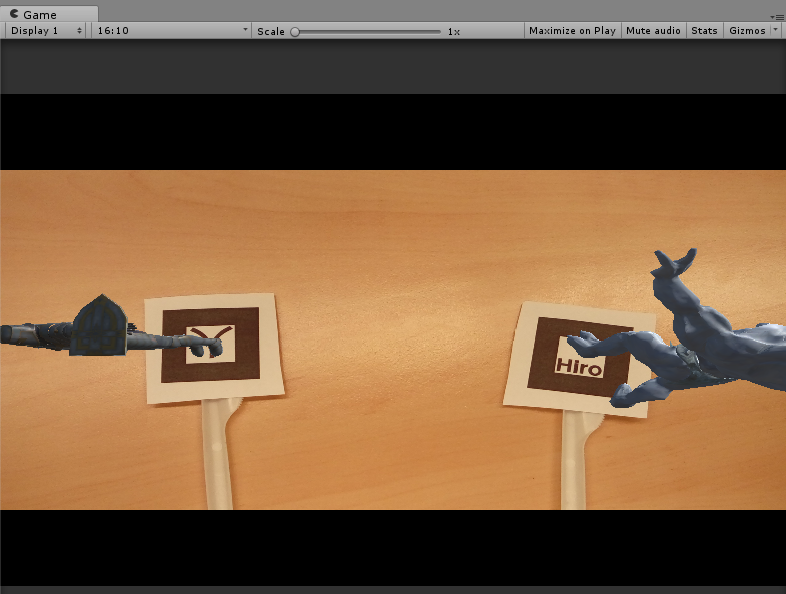 Game
Display 1
16:10
Scale
1x
Maximize on Play
Mute audio
Stats
Gizmos
Hiro